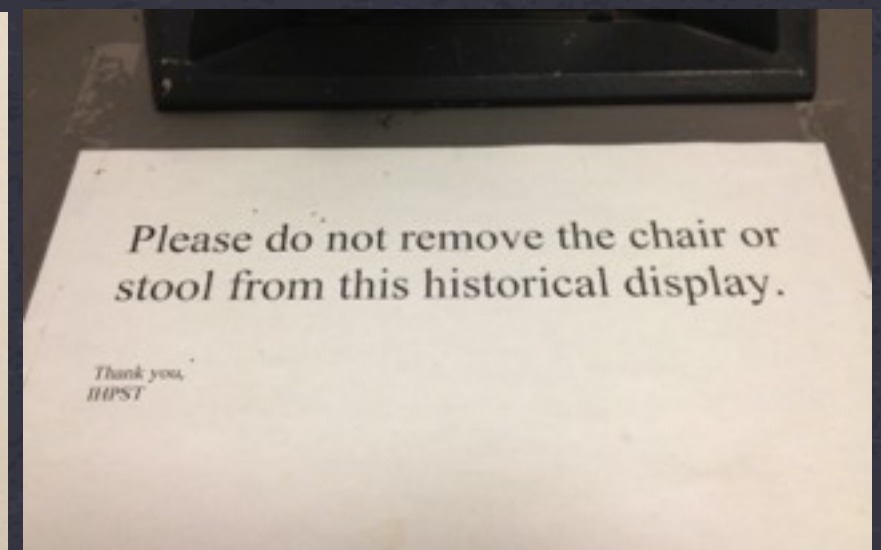 Please do not remove the chair or
stool from this historical display.
Thank you,
IHPST